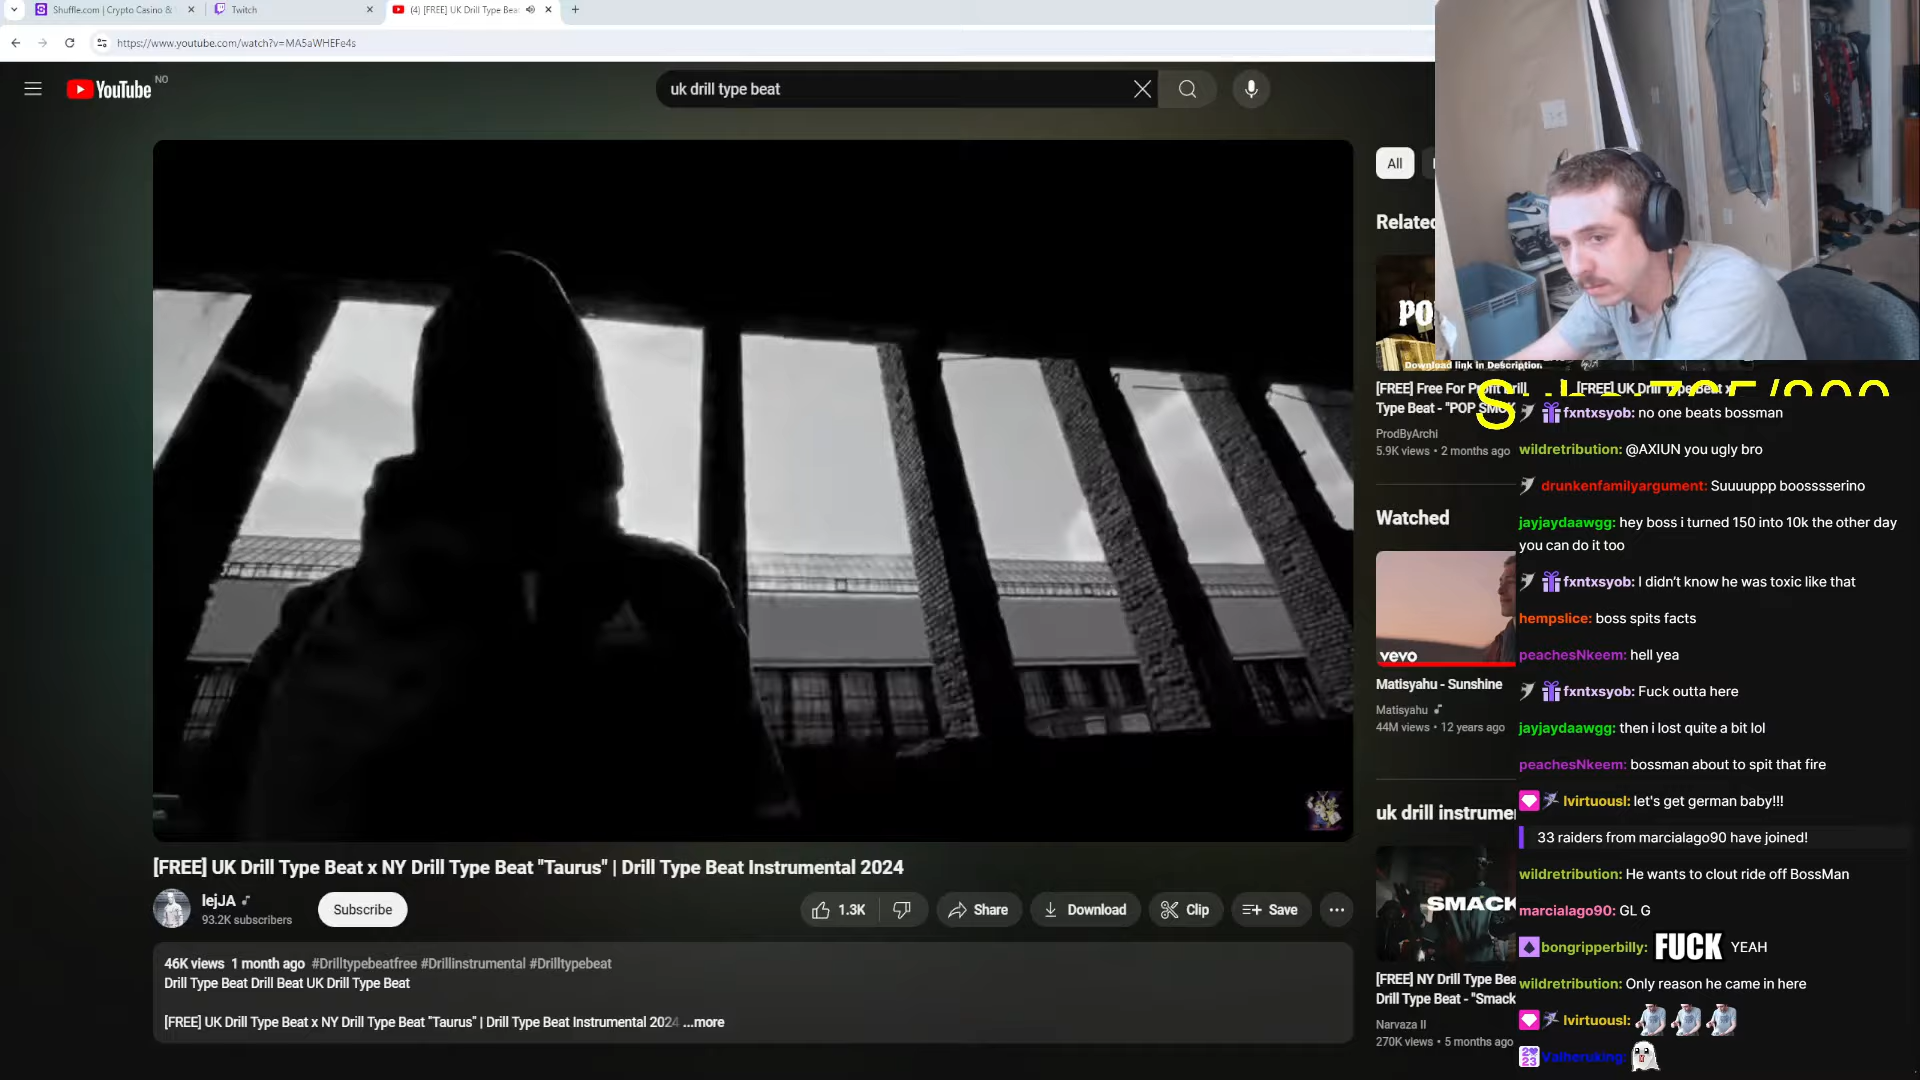 Shuffle.com | Crypto Casino &
Twitch
(4) [FREE] UK Drill Type Bea
https://www.youtube.com/watch?v=MA5aWHEFe4s
YouTube NO
uk drill type beat
All
Related
PO
Download link in Description
[FREE] Free For Profit Drill
Type Beat - "POP SMOK
ProdByArchi
5.9K views • 2 months ago
[FREE] UK Drill Type Beat x
Watched
vevo
Matisyahu - Sunshine
Matisyahu
44M views • 12 years ago
uk drill instrume
SMACK
[FREE] NY Drill Type Bea
Drill Type Beat - "Smack
Narvaza II
270K views • 5 months ago
[FREE] UK Drill Type Beat x NY Drill Type Beat "Taurus" | Drill Type Beat Instrumental 2024
lejJA
93.2K subscribers
Subscribe
1.3K
Share
Download
Clip
Save
46K views 1 month ago #Drilltypebeatfree #Drillinstrumental #Drilltypebeat
Drill Type Beat Drill Beat UK Drill Type Beat
[FREE] UK Drill Type Beat x NY Drill Type Beat "Taurus" | Drill Type Beat Instrumental 2024 ...more
fxntxsyob: no one beats bossman
wildretribution: @AXIUN you ugly bro
drunkenfamilyargument: Suuuuppp boosssserino
jayjaydaawgg: hey boss i turned 150 into 10k the other day
you can do it too
fxntxsyob: I didn't know he was toxic like that
hempslice: boss spits facts
peachesNkeem: hell yea
fxntxsyob: Fuck outta here
jayjaydaawgg: then i lost quite a bit lol
peachesNkeem: bossman about to spit that fire
lvirtuousl: let's get german baby!!!
33 raiders from marcialago90 have joined!
wildretribution: He wants to clout ride off BossMan
marcialago90: GL G
bongripperbilly: FUCK YEAH
wildretribution: Only reason he came in here
lvirtuousl:
Valheruking: